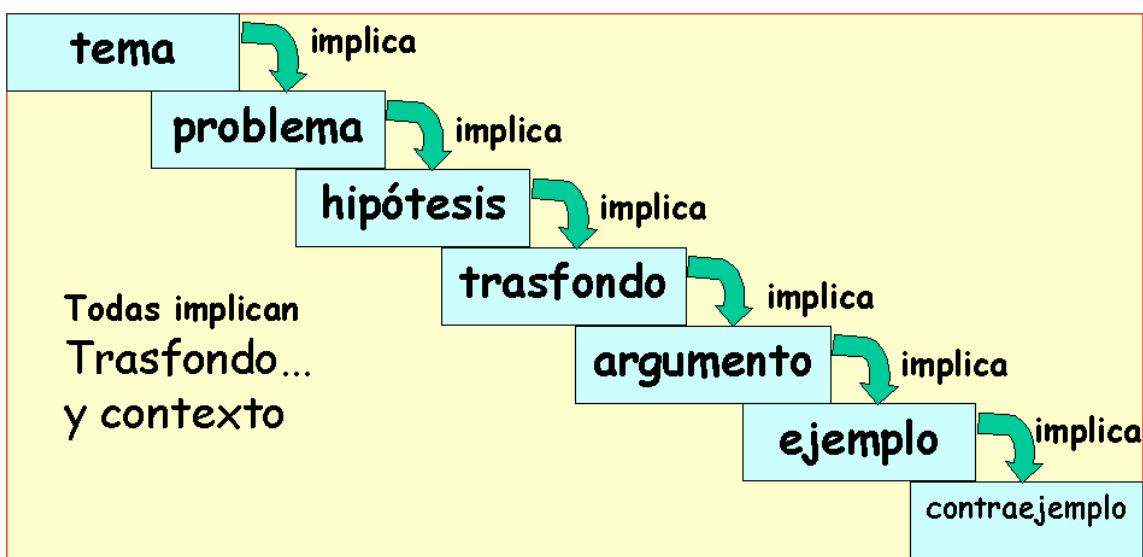 tema
implica
problema
implica
hipótesis
implica
trasfondo
implica
argumento
implica
ejemplo
implica
contraejemplo
Todas implican
Trasfondo...
y contexto